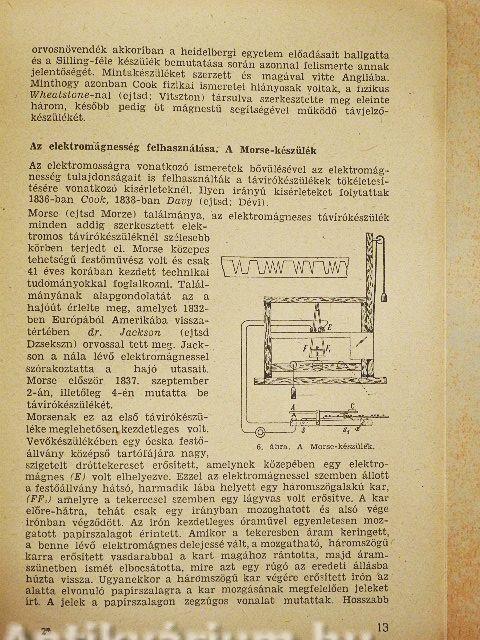 orvosnövendék akkoriban a heidelbergi egyetem előadásait hallgatta
és a Silling-féle készülék bemutatása során azonnal felismerte annak
jelentőségét. Mintakészüléket szerzett és magával vitte Angliába.
Minthogy azonban Cook fizikai ismeretei hiányosak voltak, a fizikus
Wheatstone-nal (ejtsd; Vitszton) társulva szerkesztette meg eleinte
három, később pedig öt mágnestű segítségével működő távjelző-
készülékét.
Az elektromágnesség felhasználása. A Morse-készülék
Az elektromosságra vonatkozó ismeretek bővülésével az elektromág-
nesség tulajdonságait is felhasználták a távírókészülékek tökéletesí-
tésére vonatkozó kísérleteknél. Ilyen irányú kísérleteket folytattak
1836-ban Cook, 1838-ban Davy (ejtsd: Dévi).
Morse (ejtsd Morze) találmánya, az elektromágneses távírókészülék
minden addig szerkesztett elek-
tromos távírókészüléknél szélesebb
körben terjedt el. Morse közepes
tehetségű festőművész volt és csak
41 éves korában kezdett technikai
tudományokkal foglalkozni. Talál-
mányának alapgondolatát az a
hajóút érlelte meg, amelyet 1832-
ben Európából Amerikába vissza-
tértében dr. Jackson (ejtsd
Dzsekszn) orvossal tett meg. Jack-
son a nála lévő elektromágnessel
szórakoztatta a hajó utasait.
Morse először 1837. szeptember
2-án, illetőleg 4-én mutatta be
távírókészülékét.
Morsenak ez az első távírókészü-
léke meglehetősen kezdetleges volt.
Vevőkészülékében egy ócska festő-
állvány középső tartófájára nagy,
E
F F,
A
C
6. ábra. A Morse-készülék.
szigetelt dróttekercset erősített, amelynek közepében egy elektro-
mágnes (E) volt elhelyezve. Ezzel az elektromágnessel szemben állott
a festőállvány hátsó, harmadik lába helyett egy háromszögalakú kar,
(FF,) amelyre a tekerccsel szemben egy lágyvas volt erősítve. A kar
előre-hátra, tehát csak egy irányban mozoghatott és alsó vége
irónban végződött. Az irón kezdetleges óraművel egyenletesen moz-
gatott papírszalagot érintett. Amikor a tekercsben áram keringett,
a benne lévő elektromágnes delejessé vált, a mozgatható, háromszögű
karra erősített vasdarabbal a kart magához rántotta, majd áram-
szünetben ismét elbocsátotta, mire azt egy rúgó az eredeti állásba
húzta vissza. Ugyanekkor a háromszögű kar végére erősített irón az
alatta elvonuló papírszalagra a kar mozgásának megfelelően jeleket
írt. A jelek a papírszalagon zegzúgos vonalat mutattak. Hosszabb
2*
13